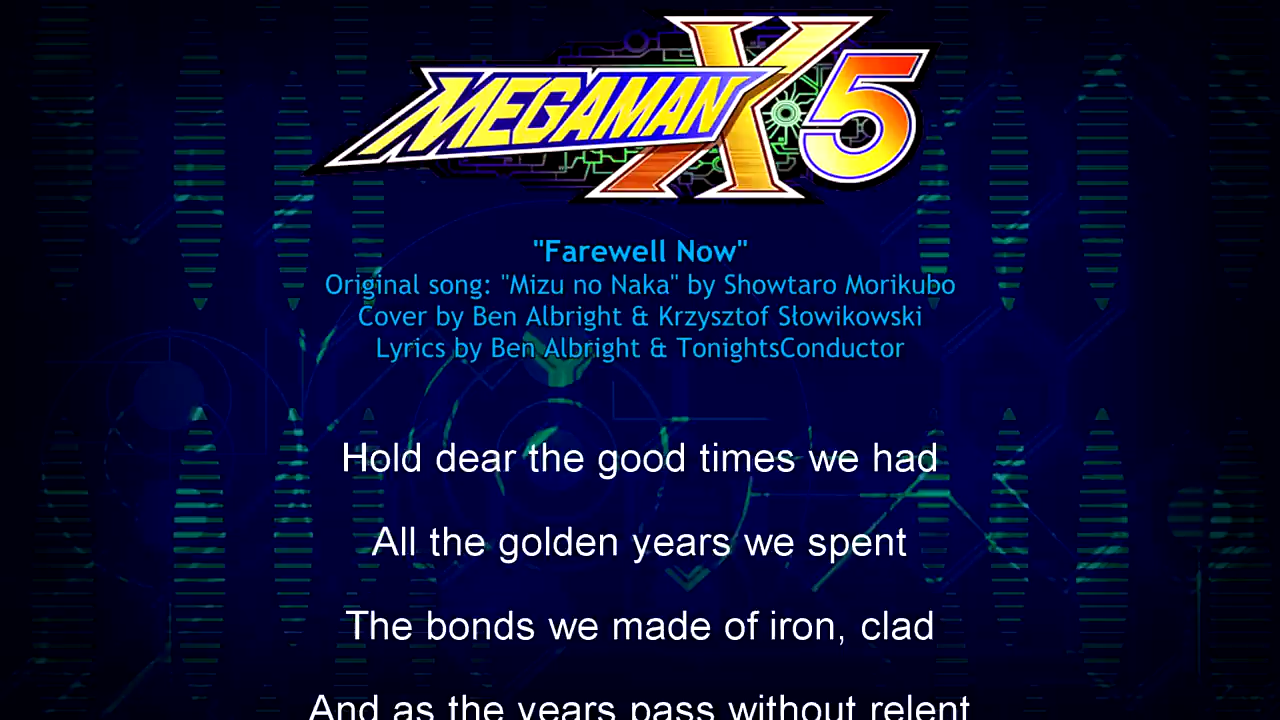 MEGAMAN X5
"Farewell Now"
Original song: "Mizu no Naka" by Showtaro Morikubo
Cover by Ben Albright & Krzysztof Słowikowski
Lyrics by Ben Albright & TonightsConductor
Hold dear the good times we had
All the golden years we spent
The bonds we made of iron, clad
And as the years pass without relent